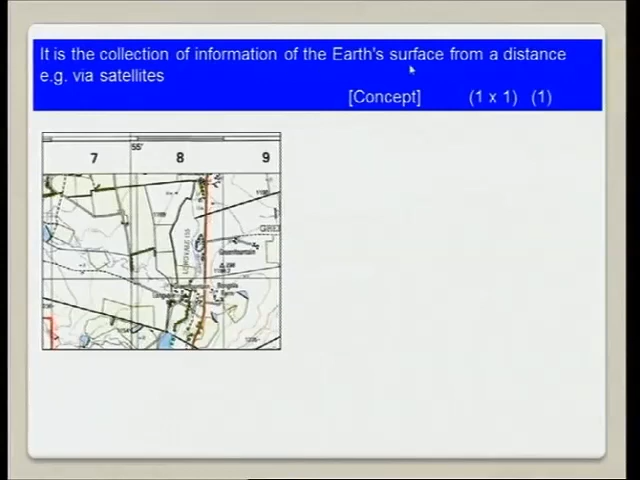 It is the collection of information of the Earth's surface from a distance
e.g. via satellites
[Concept] (1 x 1) (1)
55'
7 8 9